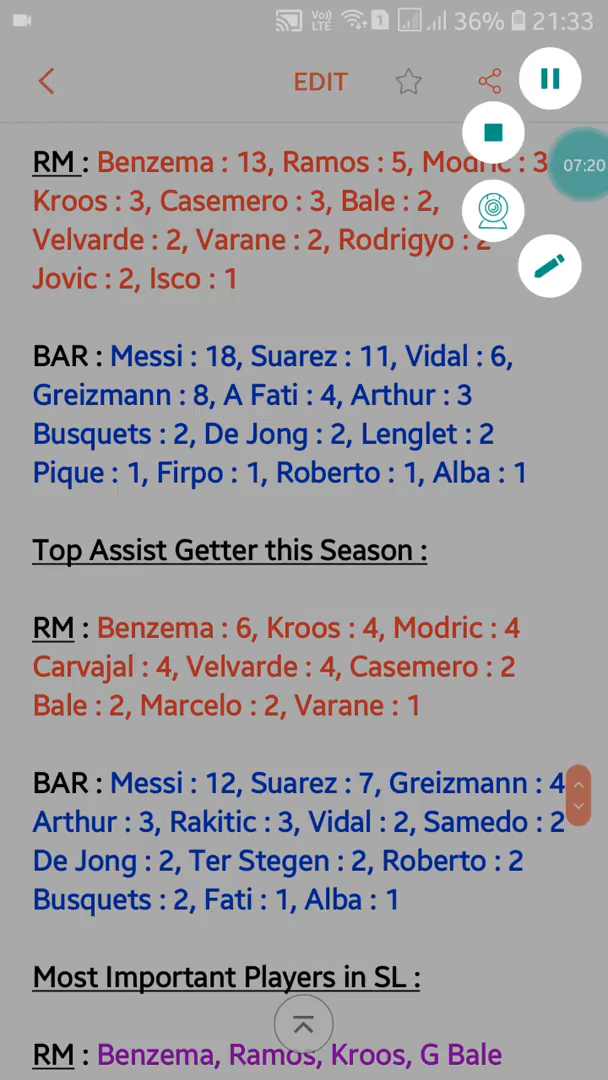 Vo))
LTE
1
36%
21:33
EDIT
07:20
RM : Benzema : 13, Ramos : 5, Modric : 3
Kroos : 3, Casemero : 3, Bale : 2,
Velvarde : 2, Varane : 2, Rodrigyo : 2
Jovic : 2, Isco : 1
BAR : Messi : 18, Suarez : 11, Vidal : 6,
Greizmann : 8, A Fati : 4, Arthur : 3
Busquets : 2, De Jong : 2, Lenglet : 2
Pique : 1, Firpo : 1, Roberto : 1, Alba : 1
Top Assist Getter this Season :
RM : Benzema : 6, Kroos : 4, Modric : 4
Carvajal : 4, Velvarde : 4, Casemero : 2
Bale : 2, Marcelo : 2, Varane : 1
BAR : Messi : 12, Suarez : 7, Greizmann : 4
Arthur : 3, Rakitic : 3, Vidal : 2, Samedo : 2
De Jong : 2, Ter Stegen : 2, Roberto : 2
Busquets : 2, Fati : 1, Alba : 1
Most Important Players in SL :
RM : Benzema, Ramos, Kroos, G Bale